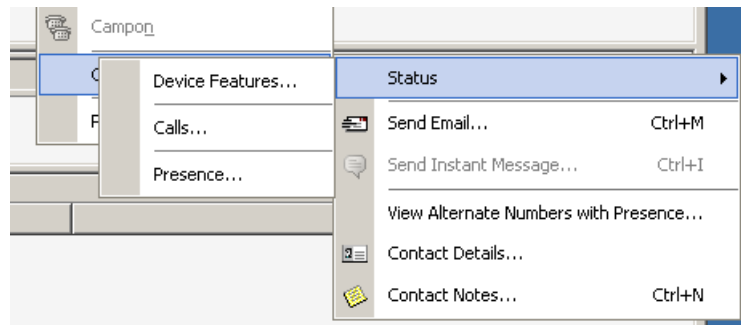 Campon
Device Features...
Calls...
Presence...
Status
Send Email... Ctrl+M
Send Instant Message... Ctrl+I
View Alternate Numbers with Presence...
Contact Details...
Contact Notes... Ctrl+N